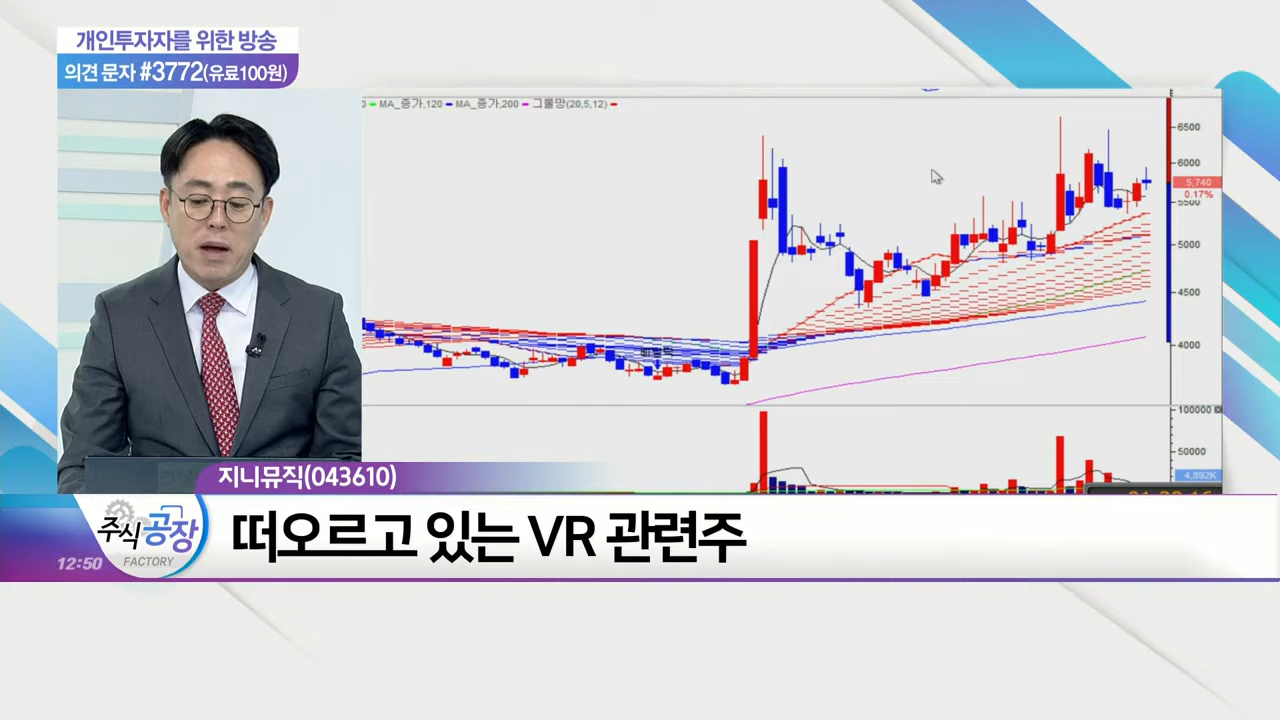 개인투자자를 위한 방송
의견 문자 #3772(유료100원)
MA_종가,120 MA_종가,200 그물망(20,5,12)
6500
6000
5,740
0.17%
5500
5000
4500
4000
100000
50000
4,892K
지니뮤직(043610)
주식공장
FACTORY
12:50
떠오르고 있는 VR 관련주